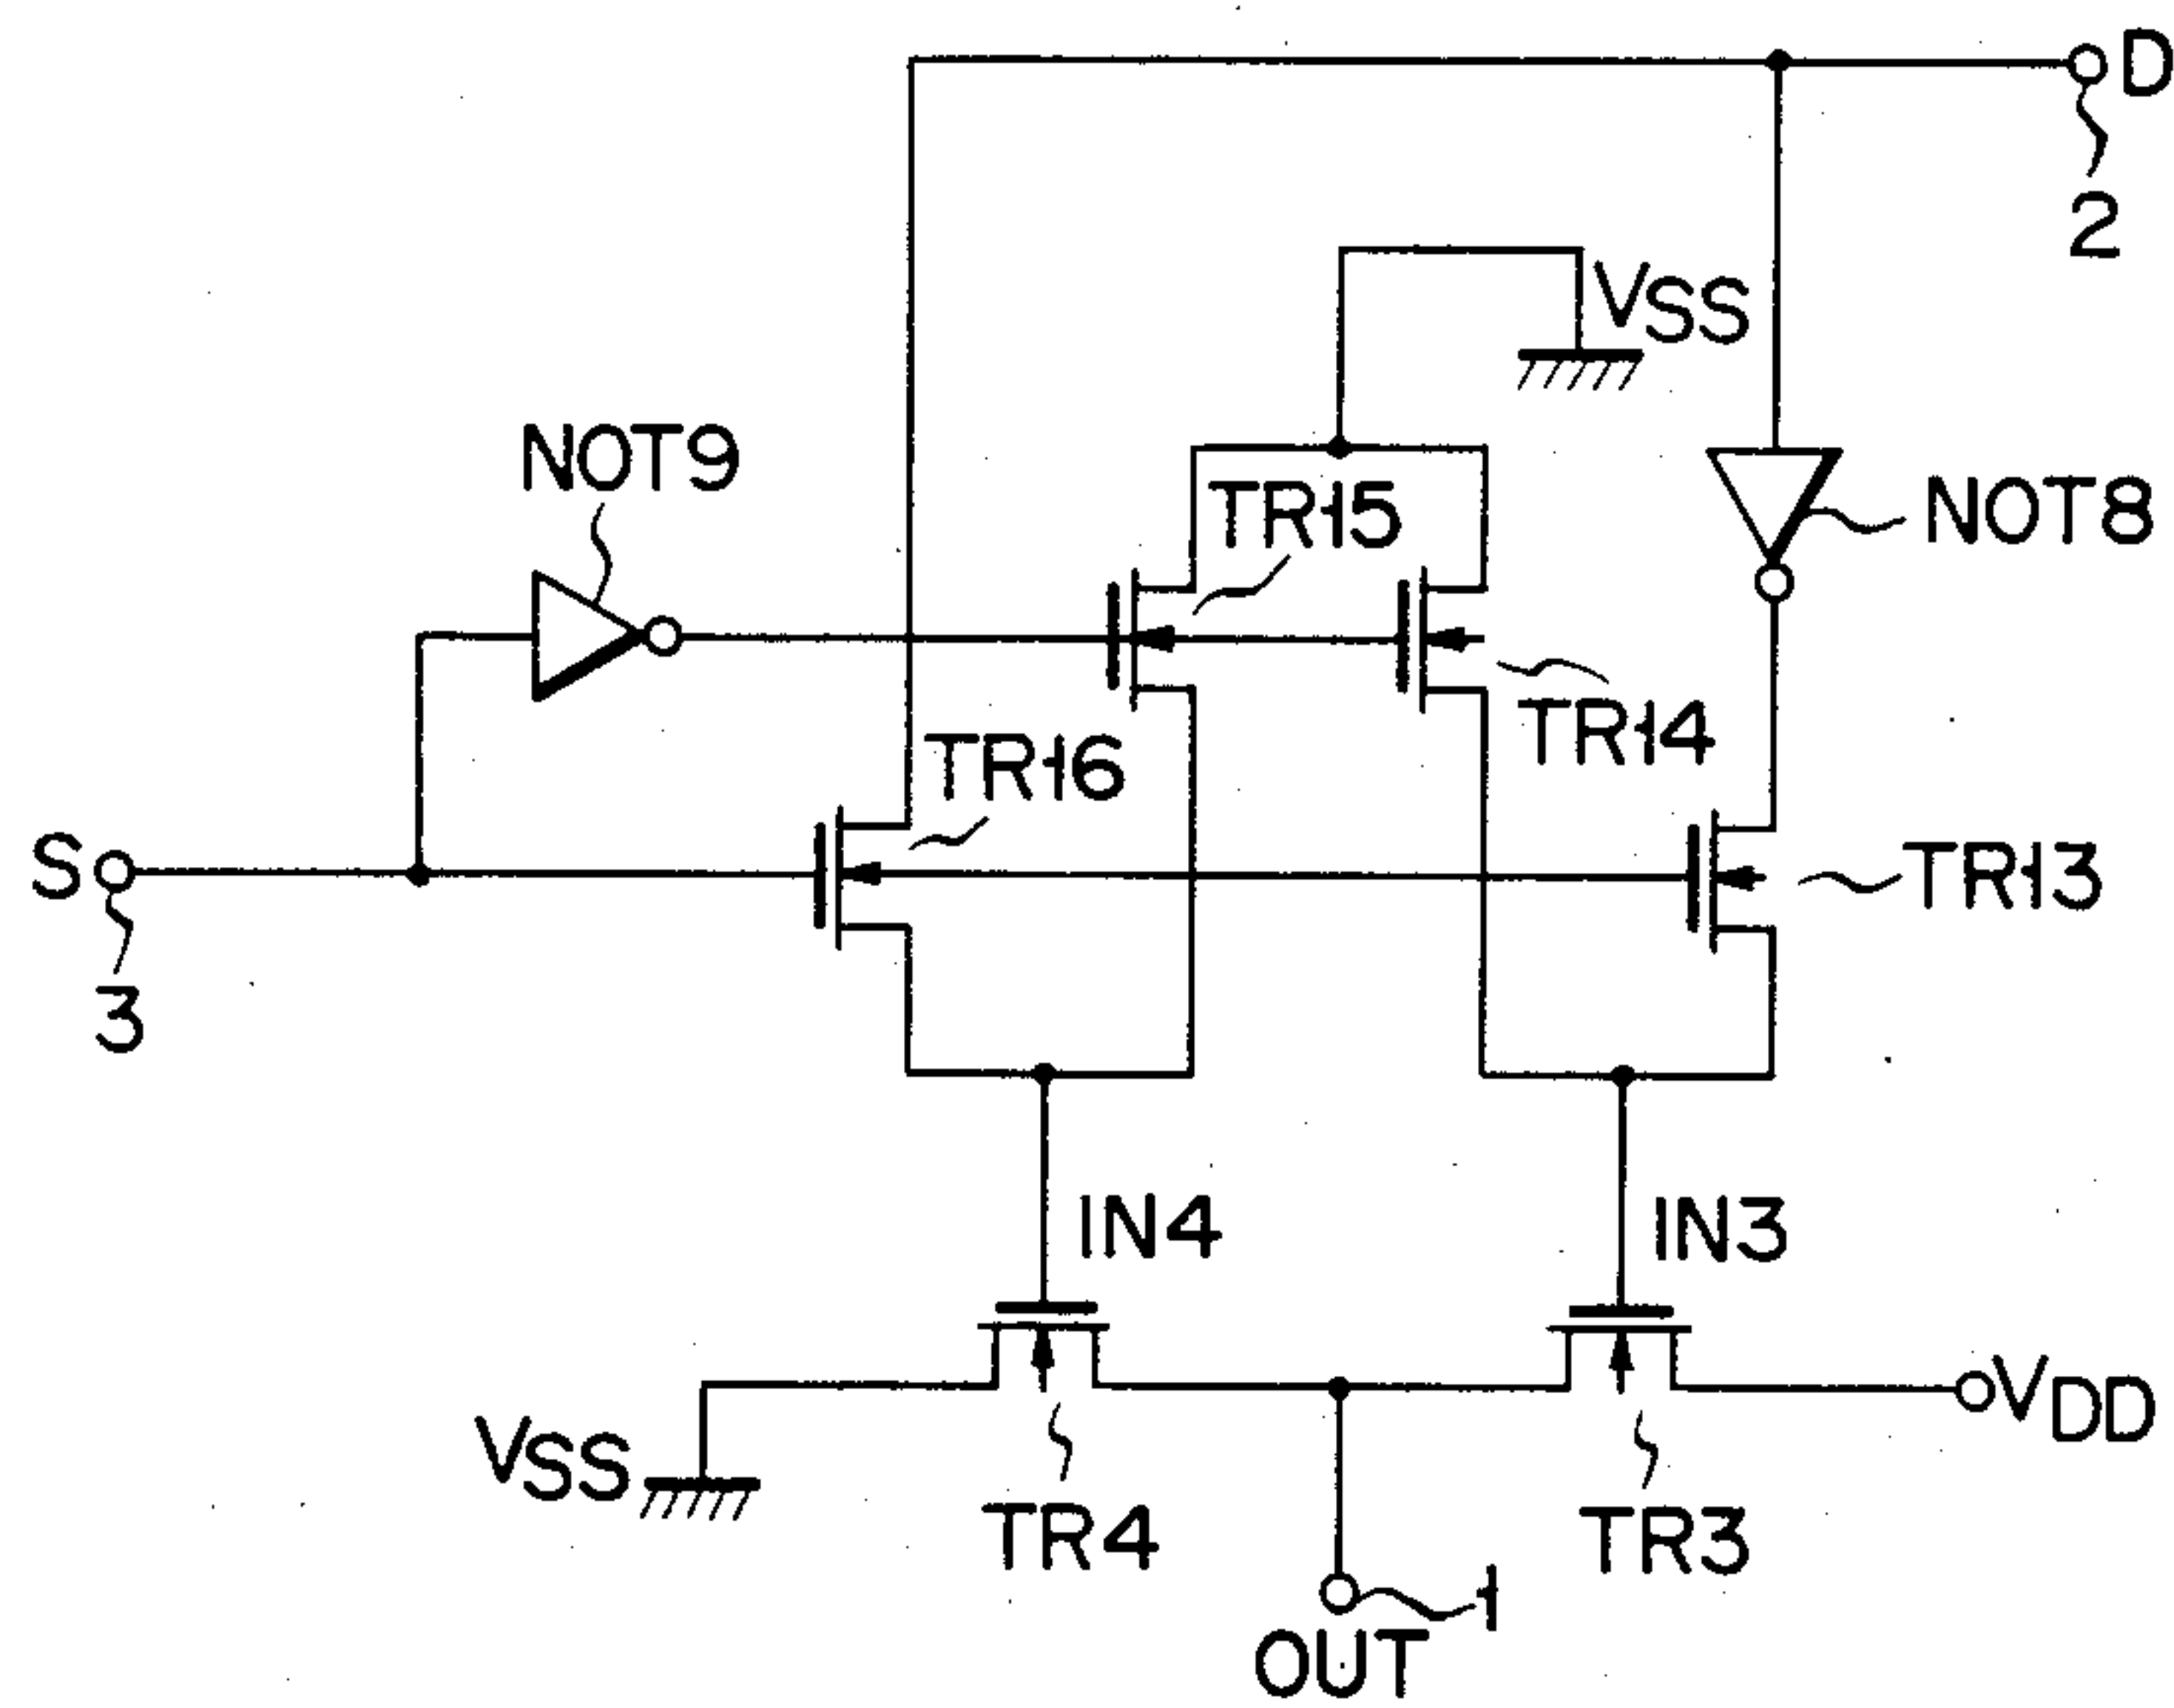 D
2
VSS
NOT9
TR15
NOT8
TR14
TR16
S
TR13
3
IN4
IN3
VDD
VSS
TR4
TR3
1
OUT